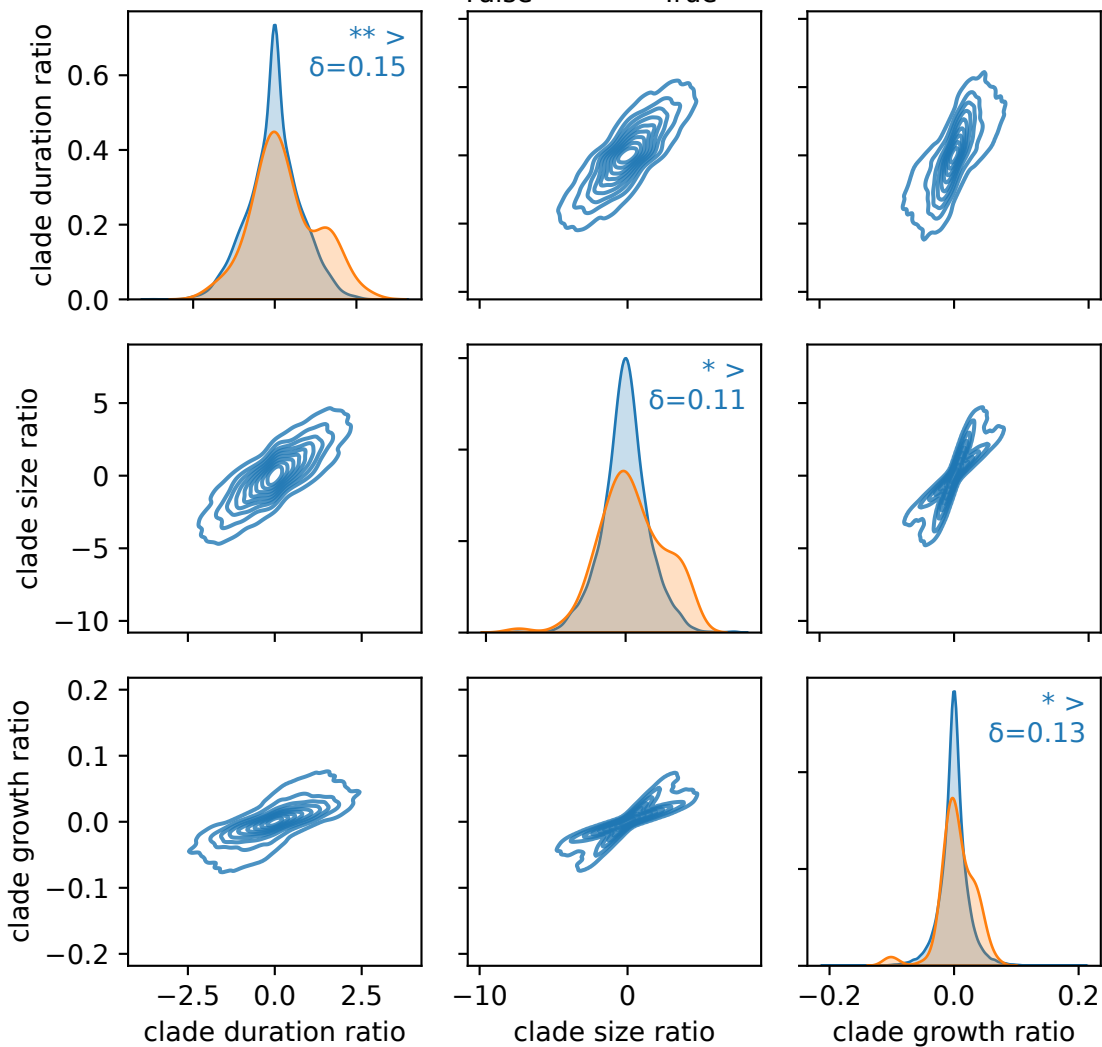 True
clade duration ratio
** >
δ=0.15
0.6
0.4
0.2
0.0
clade size ratio
* >
δ=0.11
5
0
−5
−10
clade growth ratio
* >
δ=0.13
0.2
0.1
0.0
−0.1
−0.2
−2.5 0.0 2.5
−10 0
−0.2 0.0 0.2
clade duration ratio
clade size ratio
clade growth ratio